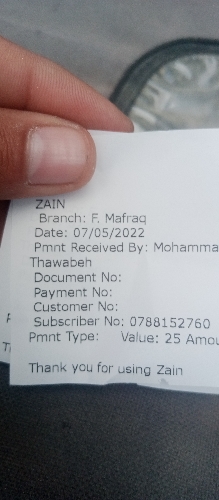 ZAIN
Branch: F. Mafraq
Date: 07/05/2022
Pmnt Received By: Mohamma
Thawabeh
Document No:
Payment No:
Customer No:
Subscriber No: 0788152760
Pmnt Type: Value: 25 Amou
Thank you for using Zain